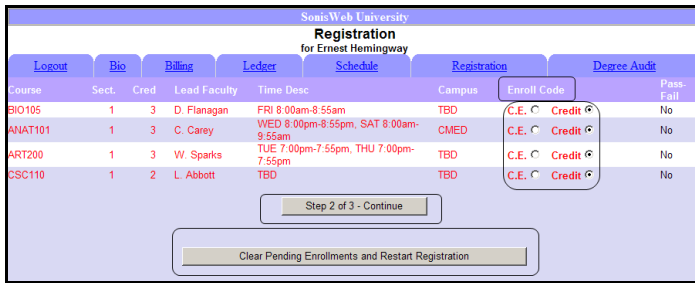 SonisWeb University
Registration
for Ernest Hemingway
Logout Bio Billing Ledger Schedule Registration Degree Audit
Course Sect. Cred Lead Faculty Time Desc Campus Enroll Code Pass-Fail
BIO105 1 3 D. Flanagan FRI 8:00am-8:55am TBD C.E. Credit No
ANAT101 1 3 C. Carey WED 8:00pm-8:55pm, SAT 8:00am-9:55am CMED C.E. Credit No
ART200 1 3 W. Sparks TUE 7:00pm-7:55pm, THU 7:00pm-7:55pm TBD C.E. Credit No
CSC110 1 2 L. Abbott TBD TBD C.E. Credit No
Step 2 of 3 - Continue
Clear Pending Enrollments and Restart Registration